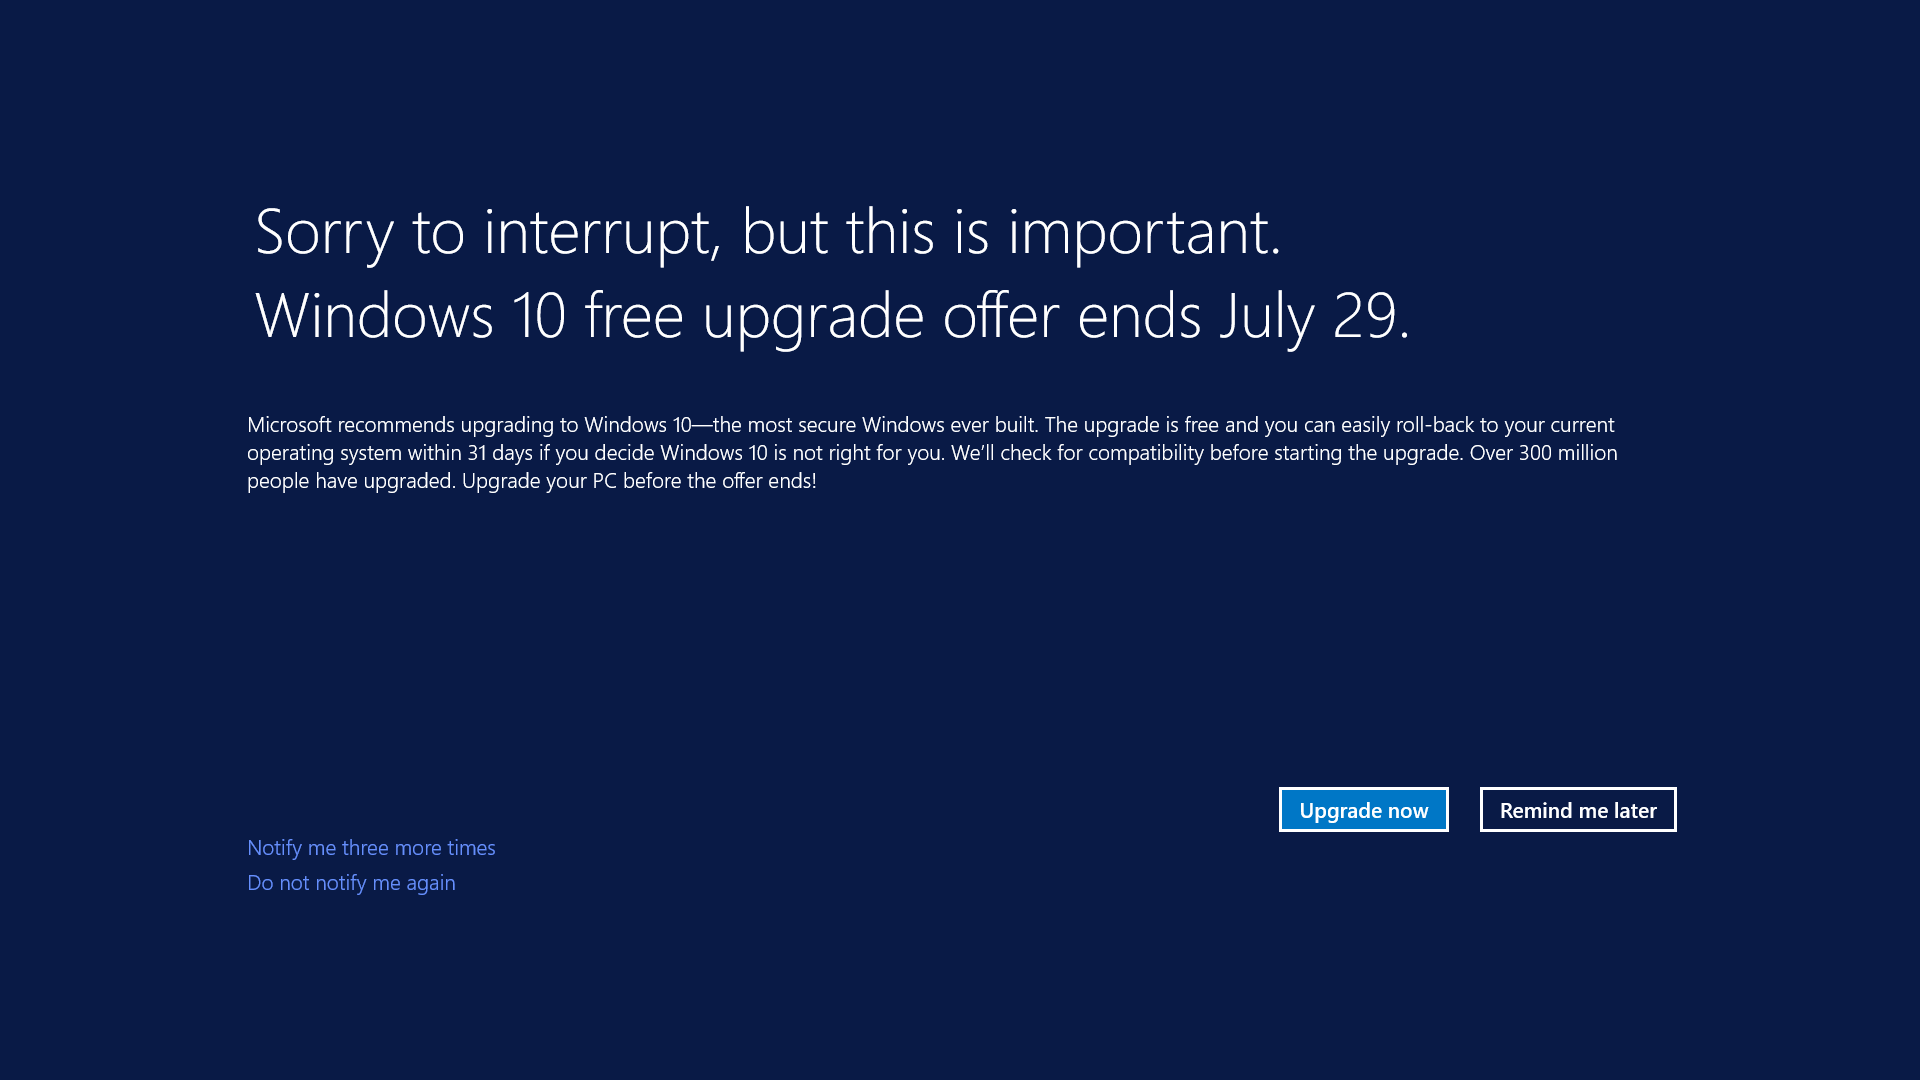 Sorry to interrupt, but this is important.
Windows 10 free upgrade offer ends July 29.
Microsoft recommends upgrading to Windows 10—the most secure Windows ever built. The upgrade is free and you can easily roll-back to your current
operating system within 31 days if you decide Windows 10 is not right for you. We’ll check for compatibility before starting the upgrade. Over 300 million
people have upgraded. Upgrade your PC before the offer ends!
Upgrade now
Remind me later
Notify me three more times
Do not notify me again